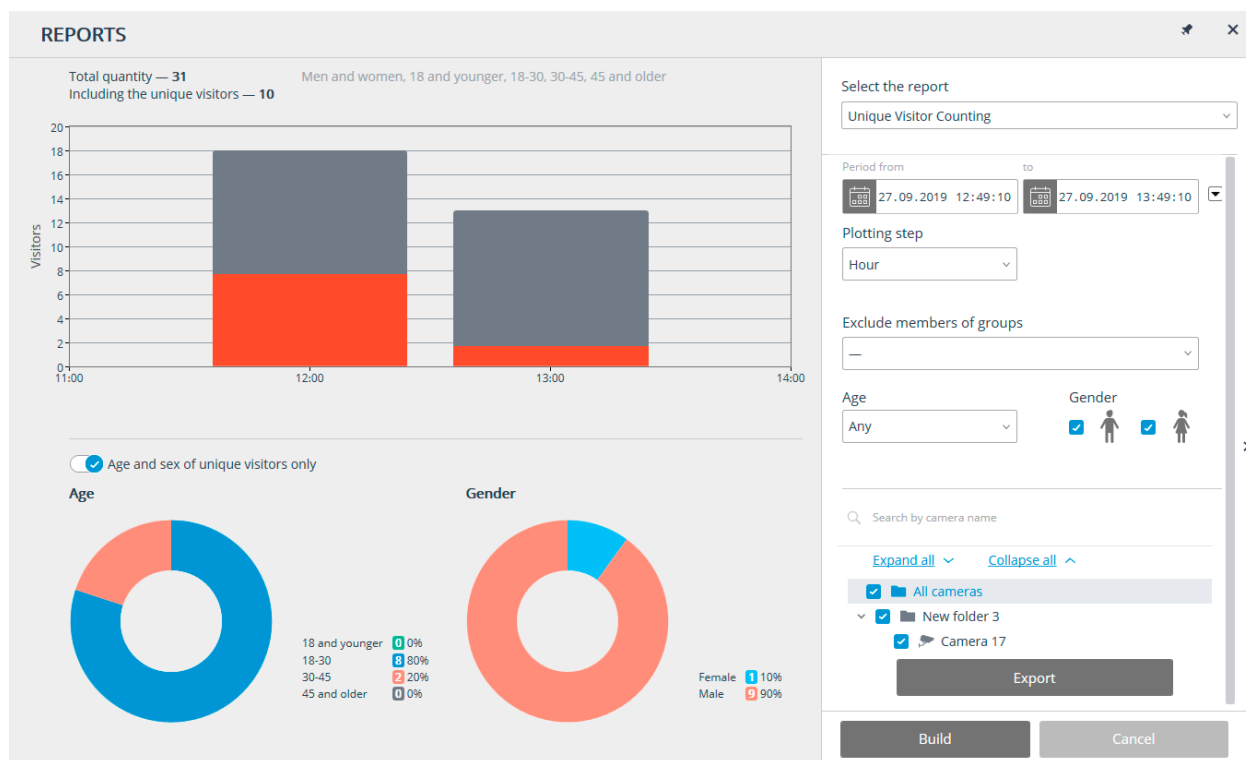 REPORTS
Total quantity — 31
Including the unique visitors — 10
Men and women, 18 and younger, 18-30, 30-45, 45 and older
Visitors
20
18
16
14
12
10
8
6
4
2
0
11:00
12:00
13:00
14:00
Age and sex of unique visitors only
Age
18 and younger 0 0%
18-30 8 80%
30-45 2 20%
45 and older 0 0%
Gender
Female 1 10%
Male 9 90%
Select the report
Unique Visitor Counting
Period from
to
27.09.2019 12:49:10
27.09.2019 13:49:10
Plotting step
Hour
Exclude members of groups
—
Age
Gender
Any
Search by camera name
Expand all
Collapse all
All cameras
New folder 3
Camera 17
Export
Build
Cancel